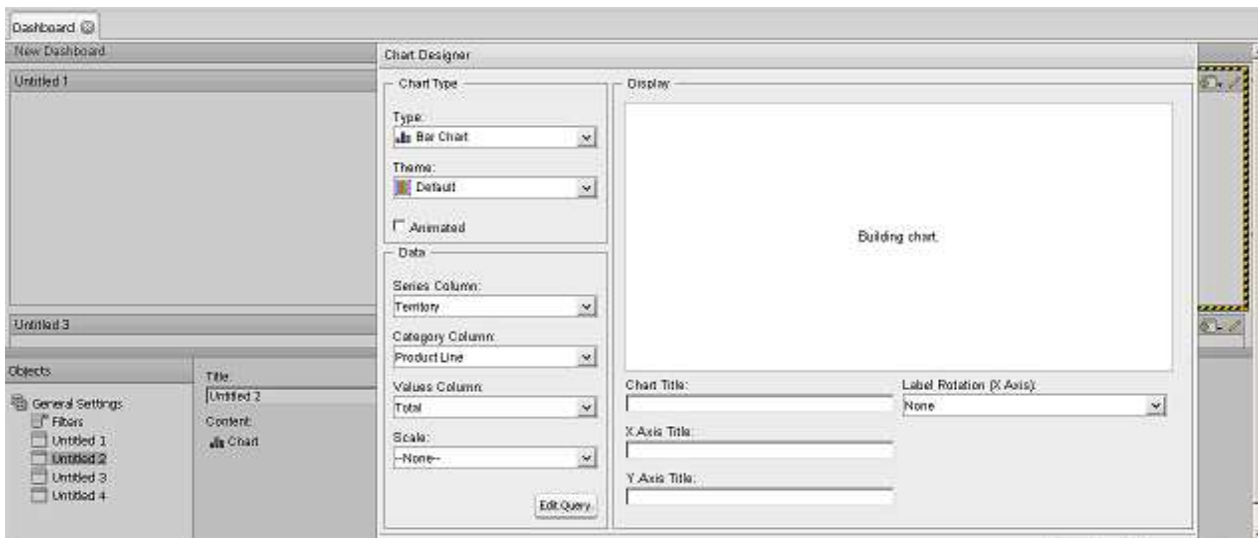 Dashboard
New Dashboard
Untitled 1
Untitled 3
Objects
General Settings
Filters
Untitled 1
Untitled 2
Untitled 3
Untitled 4
Title:
Untitled 2
Content:
Chart
Chart Designer
Chart Type
Type:
Bar Chart
Theme:
Default
Animated
Data
Series Column:
Territory
Category Column:
Product Line
Values Column:
Total
Scale:
--None--
Edit Query
Display
Building chart.
Chart Title:
Label Rotation (X Axis):
None
X Axis Title:
Y Axis Title: